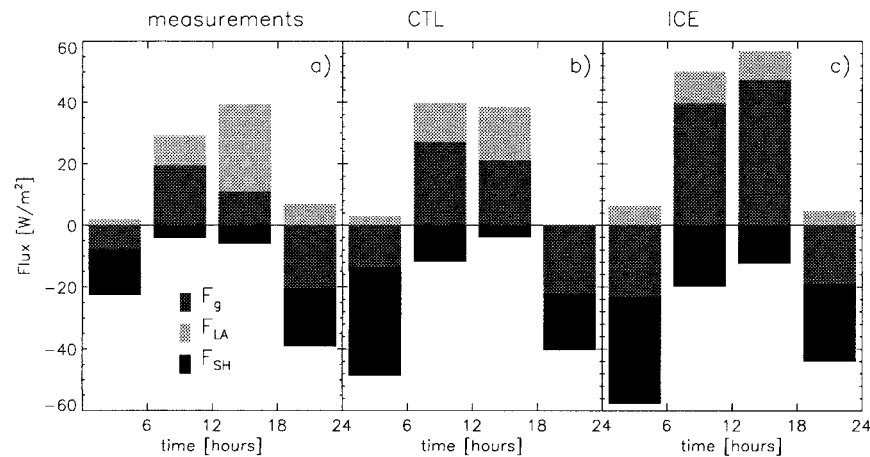 measurements CTL ICE
60
40
20
0
-20
-40
-60
Flux [W/m²]
a) b) c)
F_g
F_LA
F_SH
6 12 18 24 6 12 18 24 6 12 18 24
time [hours] time [hours] time [hours]